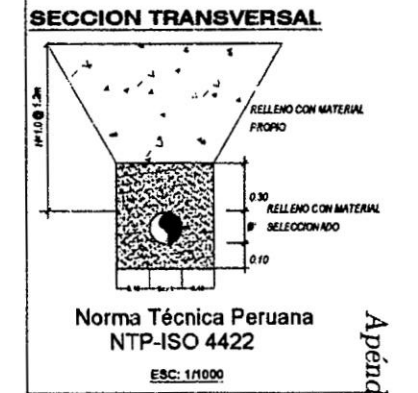 SECCION TRANSVERSAL
H=1.0 @ 1.2m
RELLENO CON MATERIAL
PROPIO
0.30
RELLENO CON MATERIAL
SELECCIONADO
0.10
Norma Técnica Peruana
NTP-ISO 4422
ESC: 1/1000
Apénd